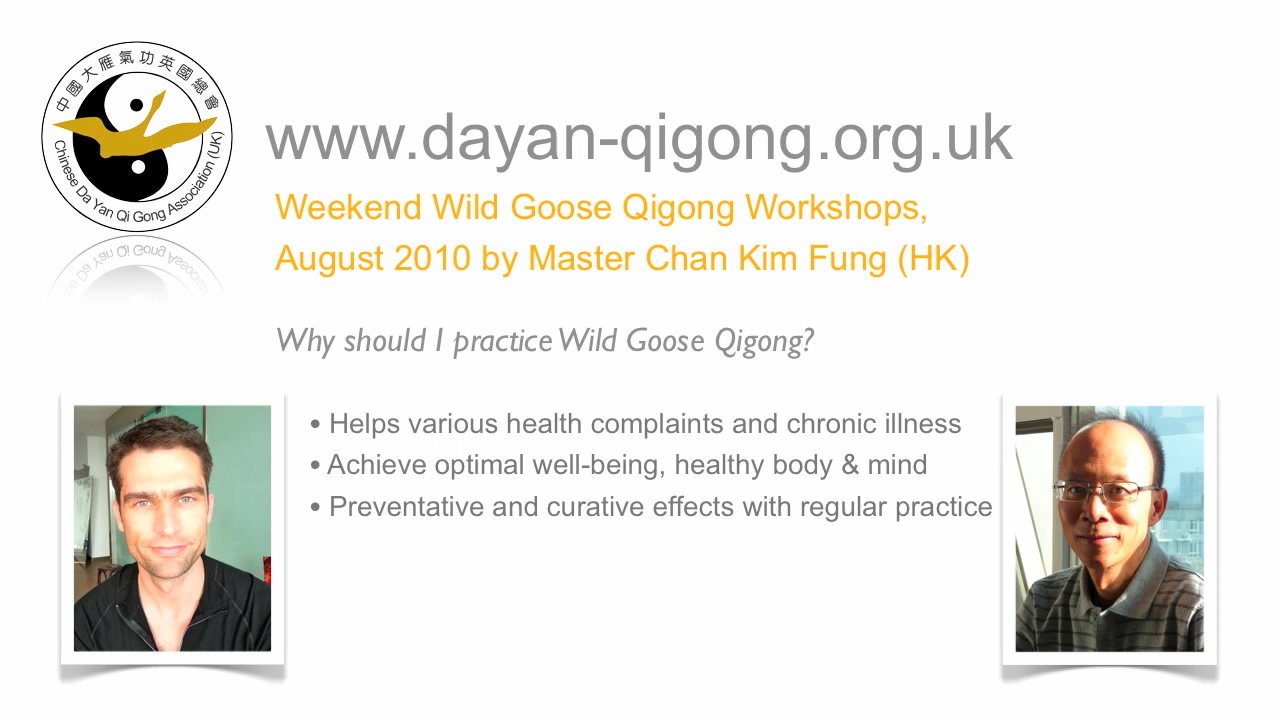 中國大雁氣功英國總會
Chinese Da Yan Qi Gong Association (UK)
www.dayan-qigong.org.uk
Weekend Wild Goose Qigong Workshops,
August 2010 by Master Chan Kim Fung (HK)
Why should I practice Wild Goose Qigong?
• Helps various health complaints and chronic illness
• Achieve optimal well-being, healthy body & mind
• Preventative and curative effects with regular practice